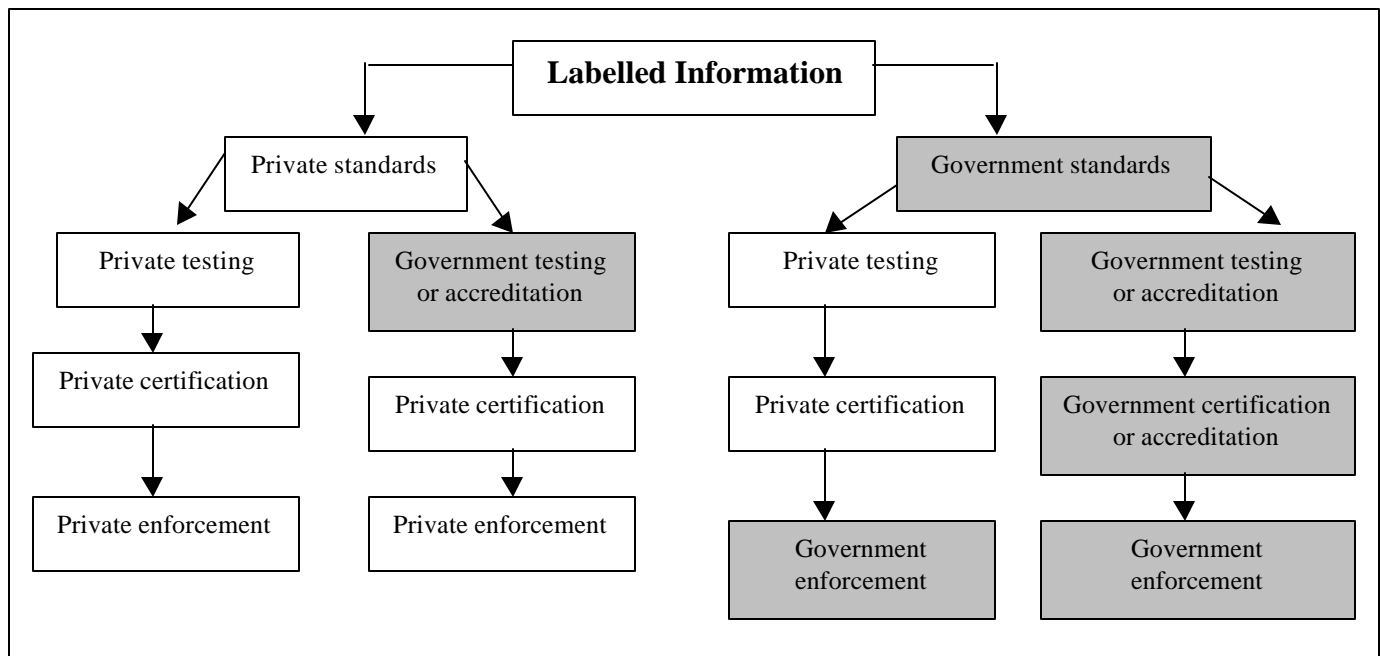 Labelled Information
Private standards
Government standards
Private testing
Government testing
or accreditation
Private testing
Government testing
or accreditation
Private certification
Private certification
Private certification
Government certification
or accreditation
Private enforcement
Private enforcement
Government
enforcement
Government
enforcement